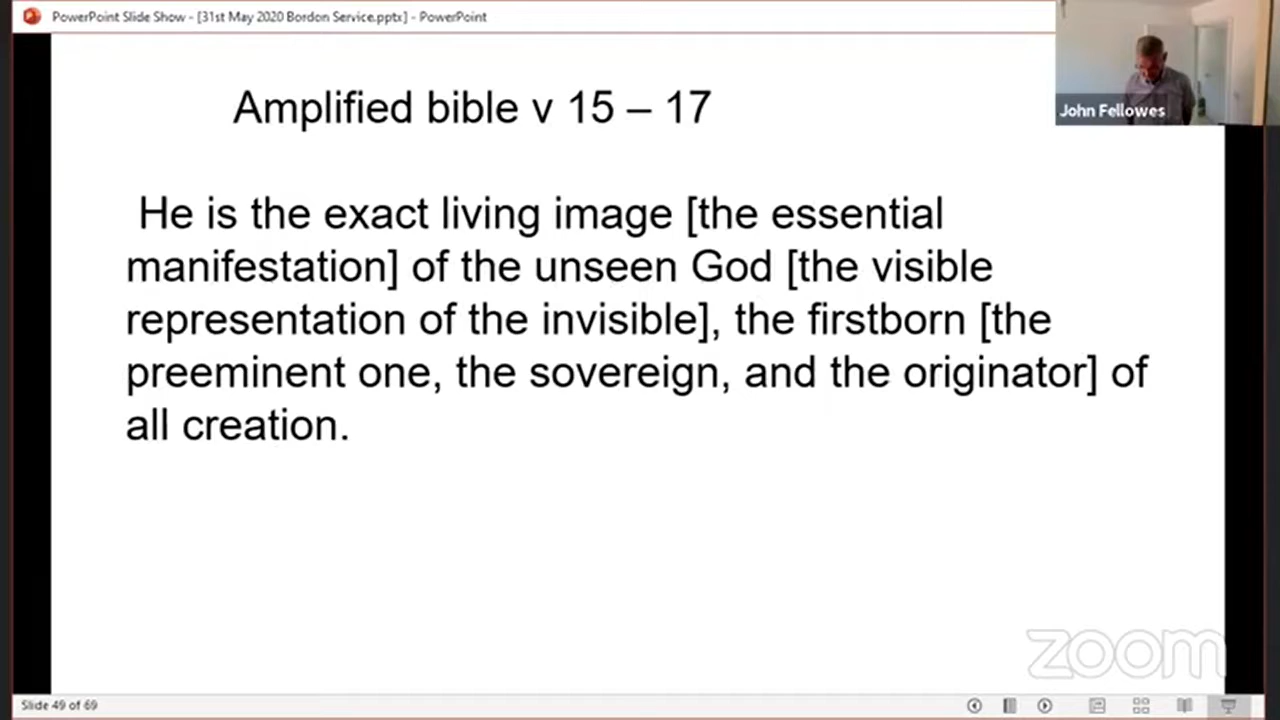 PowerPoint Slide Show - [31st May 2020 Bordon Service.pptx] - PowerPoint
John Fellowes
Amplified bible v 15 – 17
He is the exact living image [the essential
manifestation] of the unseen God [the visible
representation of the invisible], the firstborn [the
preeminent one, the sovereign, and the originator] of
all creation.
zoom
Slide 49 of 69